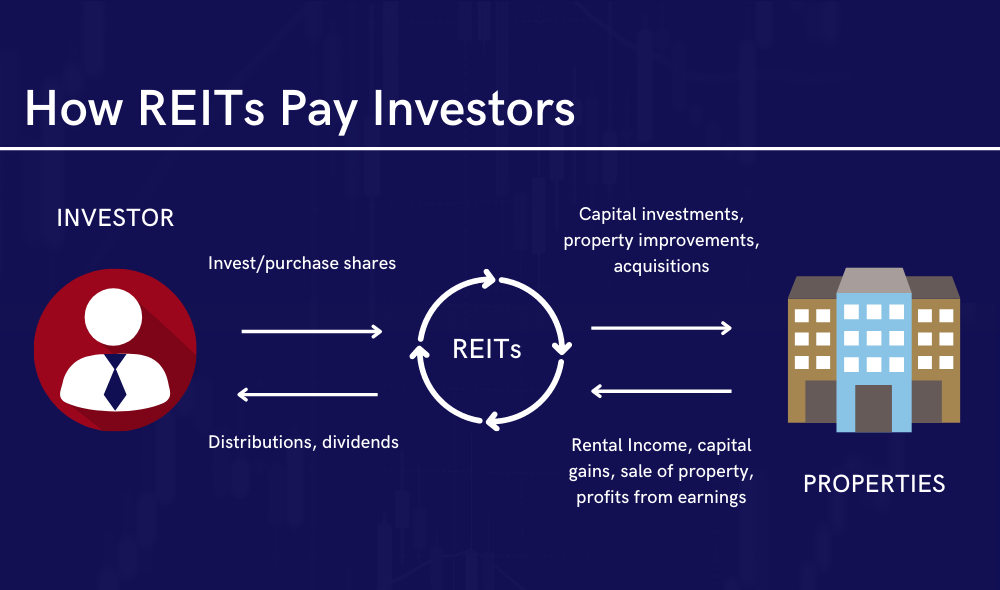 How REITs Pay Investors
INVESTOR
Invest/purchase shares
Distributions, dividends
REITs
Capital investments,
property improvements,
acquisitions
Rental Income, capital
gains, sale of property,
profits from earnings
PROPERTIES